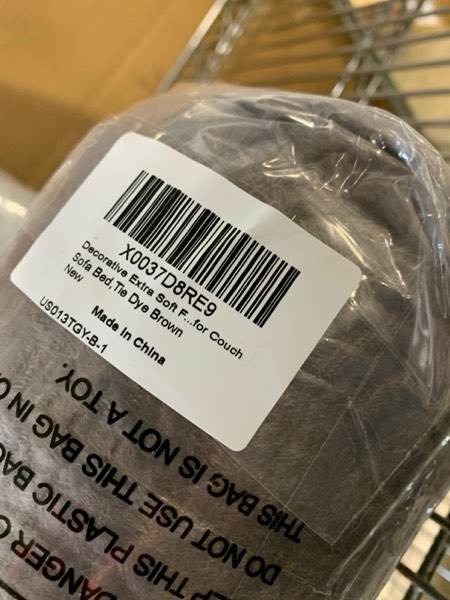 X0037D8RE9
Decorative Extra Soft F...for Couch
Sofa Bed,Tie Dye Brown
New
Made in China
US013TGY-B-1
DANGER
THIS PLASTIC BAG
DO NOT USE THIS BAG IN
THIS BAG IS NOT A TOY.